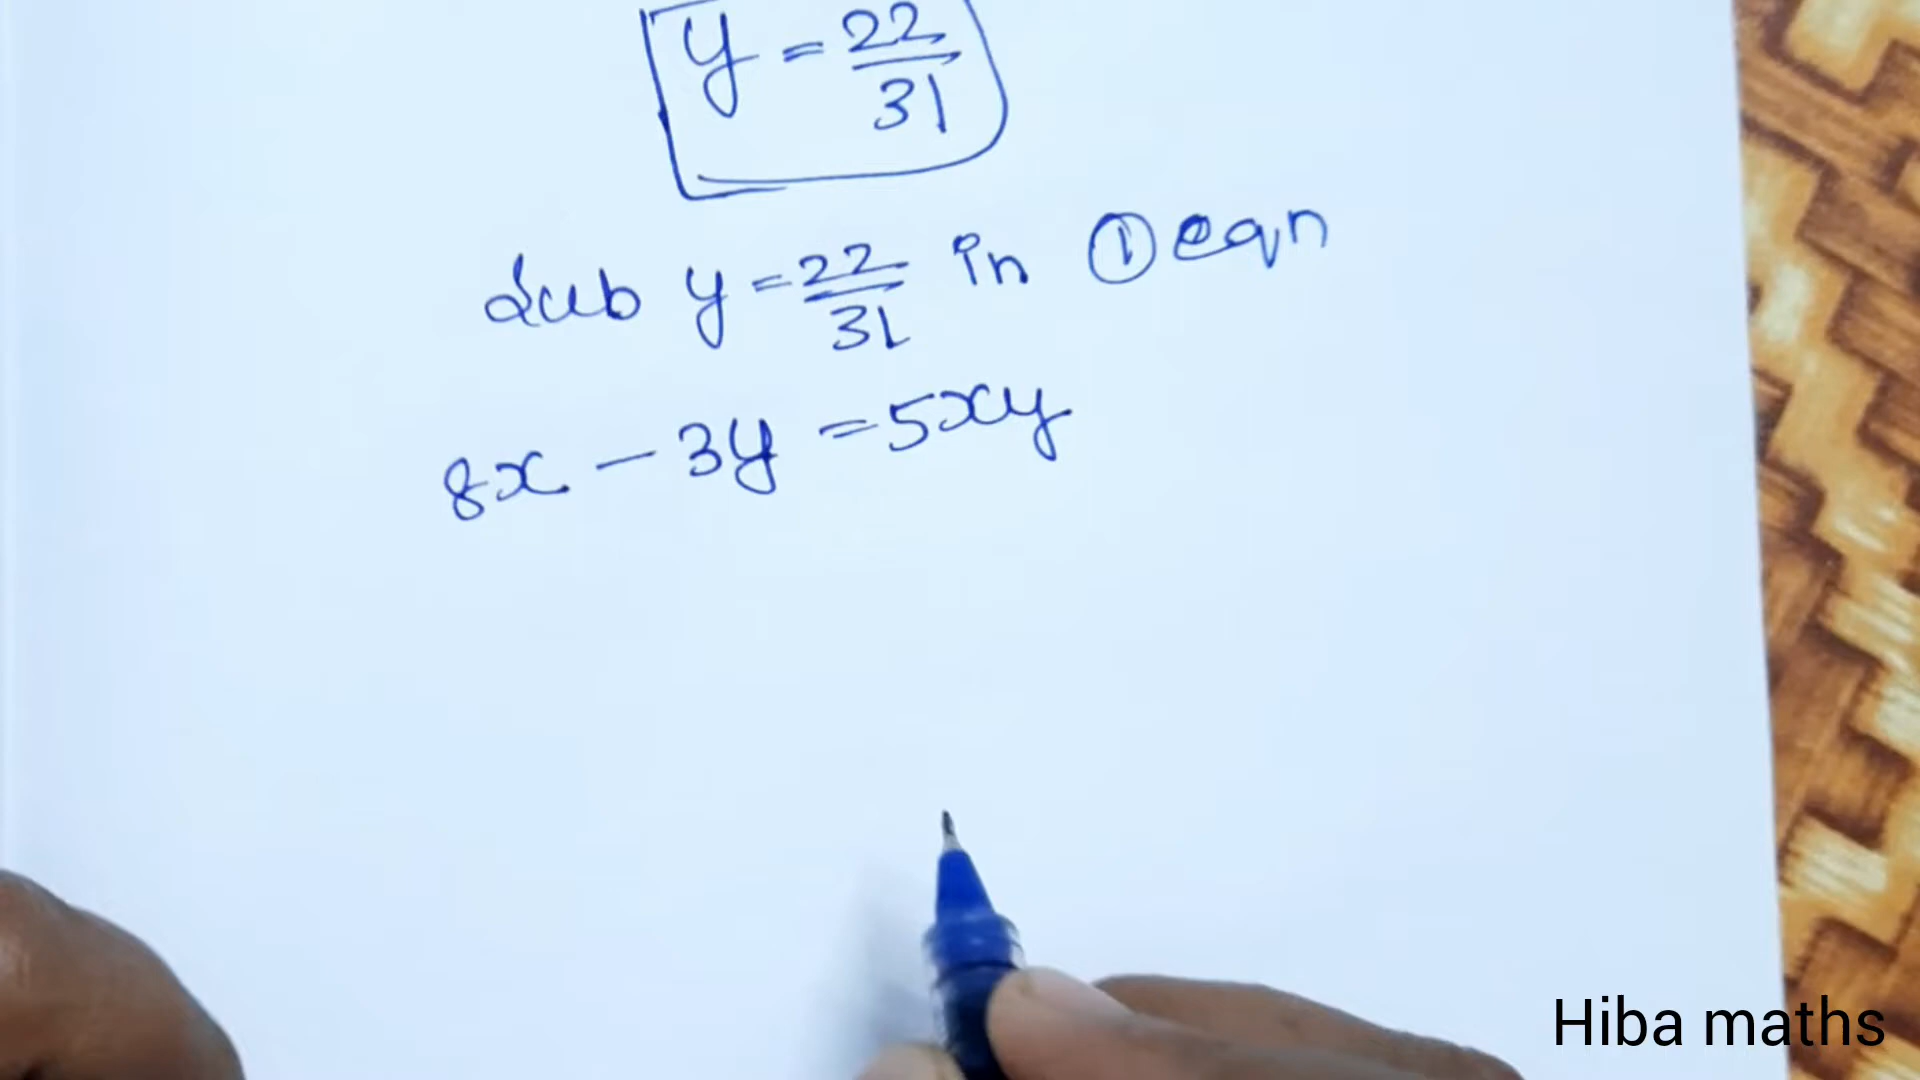 y = 22/31
Sub y = 22/31 in ① eqn
8x - 3y = 5xy
Hiba maths